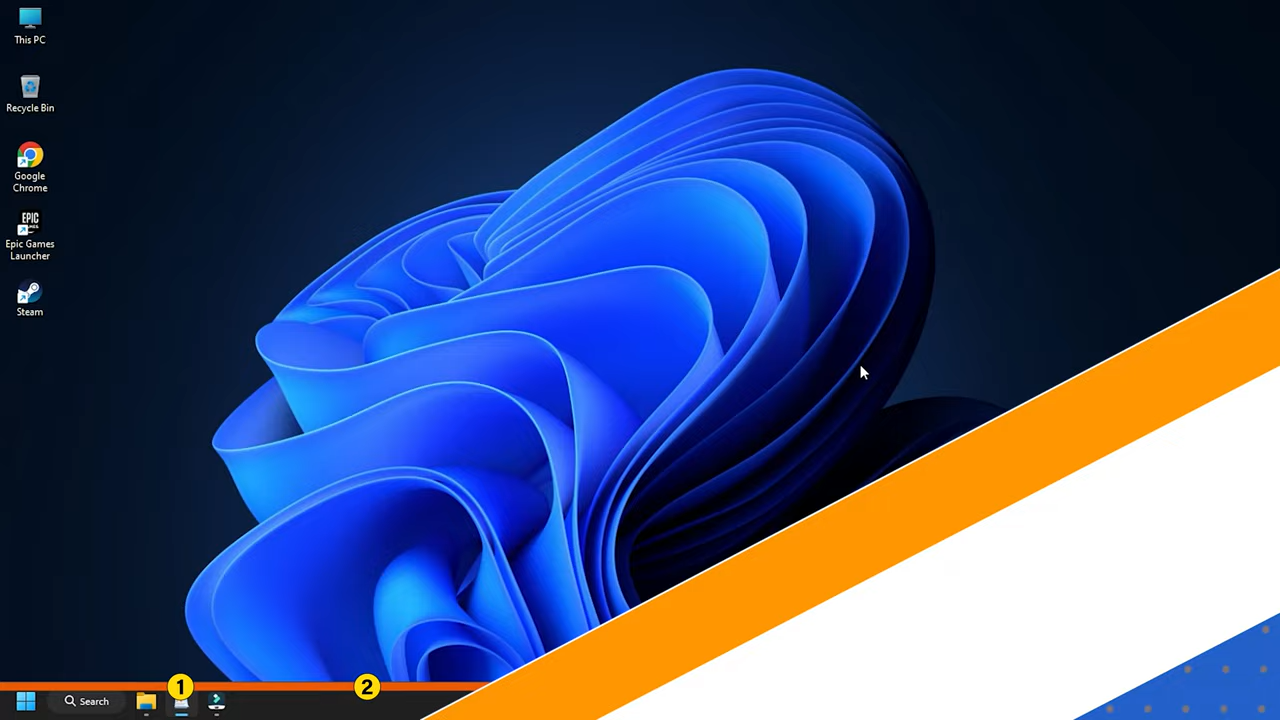 This PC
Recycle Bin
Google
Chrome
EPIC
Epic Games
Launcher
Steam
1
2
Search